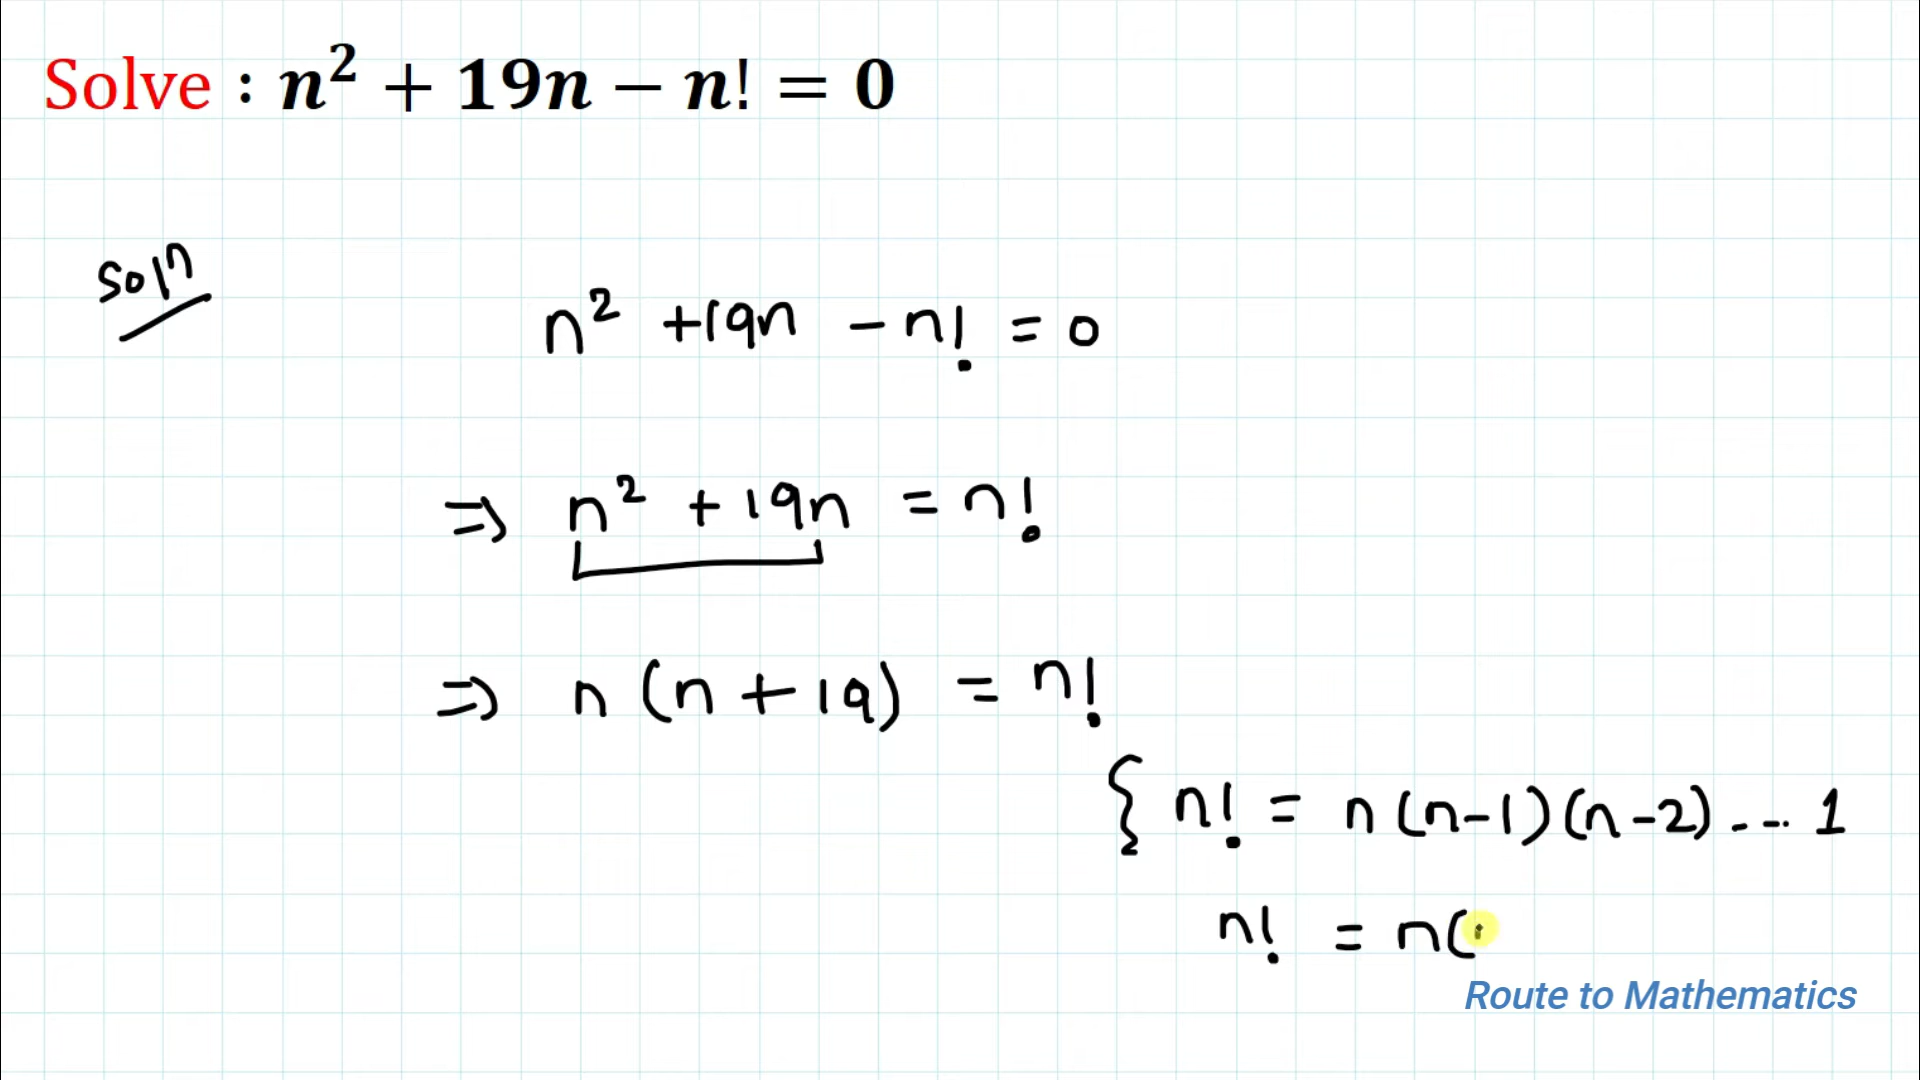 Solve : n² + 19n − n! = 0
Soln
n² + 19n − n! = 0
⇒ n² + 19n = n!
⇒ n (n + 19) = n!
{ n! = n(n-1)(n-2)--.. 1
n! = n(
Route to Mathematics